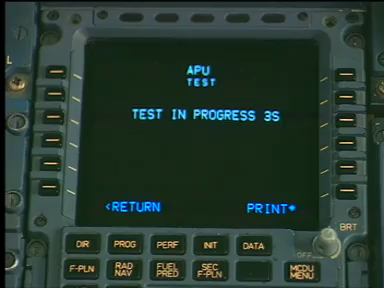 APU
TEST
TEST IN PROGRESS 3S
<RETURN PRINT*
BRT
OFF
DIR PROG PERF INIT DATA
F-PLN RAD NAV FUEL PRED SEC F-PLN MCDU MENU
L